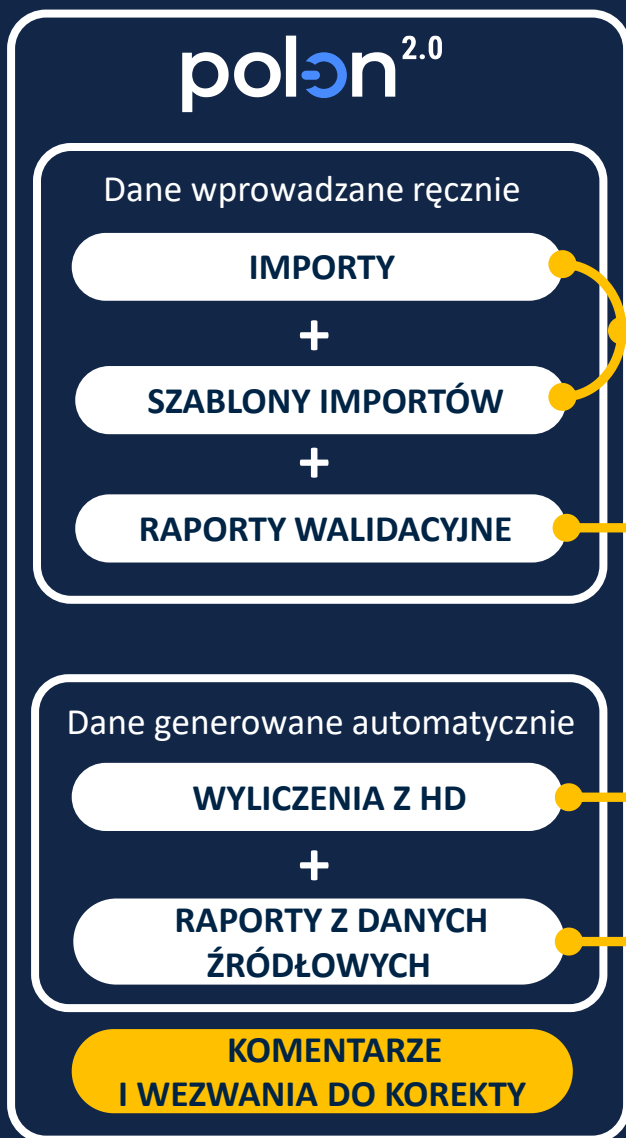 polon 2.0
Dane wprowadzane ręcznie
IMPORTY
+
SZABLONY IMPORTÓW
+
RAPORTY WALIDACYJNE
Dane generowane automatycznie
WYLICZENIA Z HD
+
RAPORTY Z DANYCH
ŹRÓDŁOWYCH
KOMENTARZE
I WEZWANIA DO KOREKTY